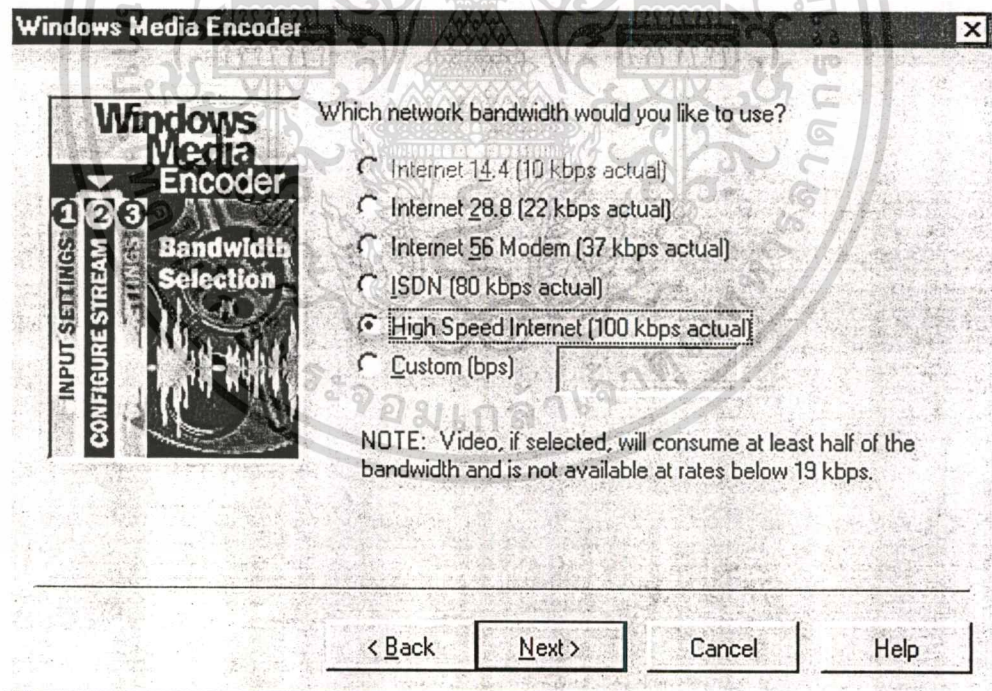 Windows Media Encoder
Windows
Media
Encoder
1 2 3
INPUT SETTINGS
CONFIGURE STREAM
TTINGS
Bandwidth
Selection
Which network bandwidth would you like to use?
Internet 14.4 (10 kbps actual)
Internet 28.8 (22 kbps actual)
Internet 56 Modem (37 kbps actual)
ISDN (80 kbps actual)
High Speed Internet (100 kbps actual)
Custom (bps)
NOTE: Video, if selected, will consume at least half of the
bandwidth and is not available at rates below 19 kbps.
< Back
Next >
Cancel
Help